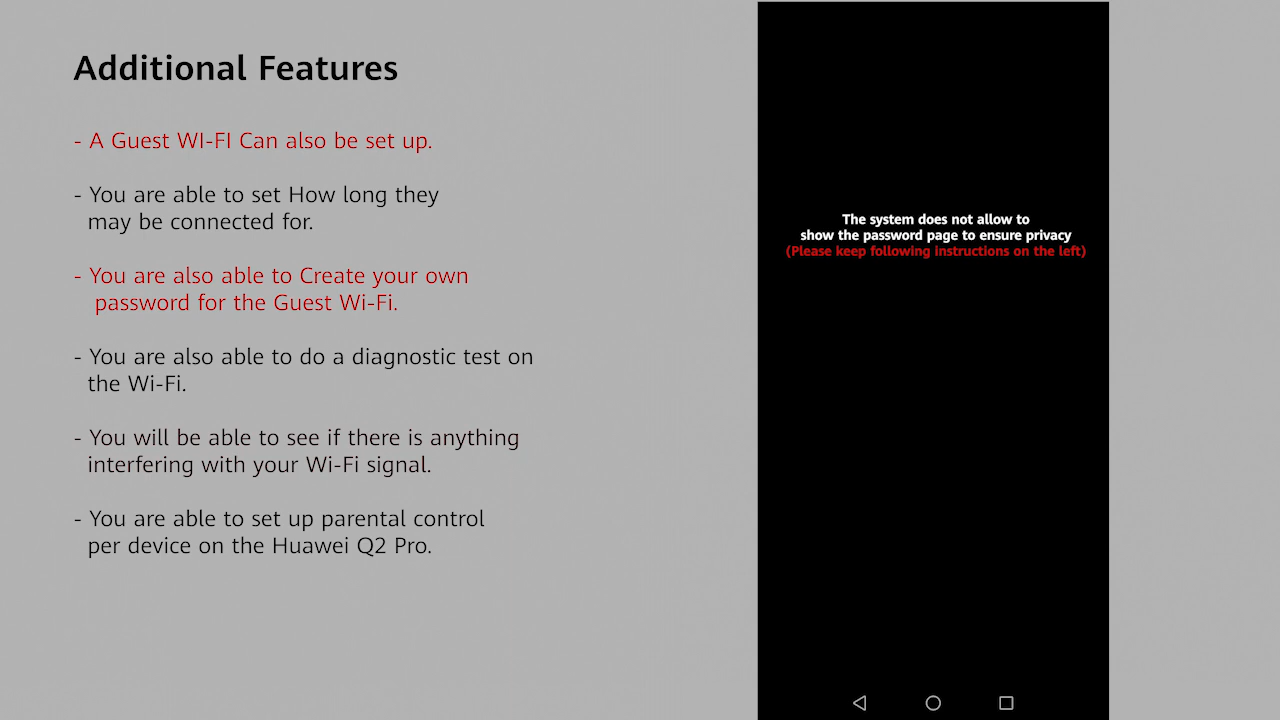 Additional Features
- A Guest WI-FI Can also be set up.
- You are able to set How long they
may be connected for.
- You are also able to Create your own
password for the Guest Wi-Fi.
- You are also able to do a diagnostic test on
the Wi-Fi.
- You will be able to see if there is anything
interfering with your Wi-Fi signal.
- You are able to set up parental control
per device on the Huawei Q2 Pro.
The system does not allow to
show the password page to ensure privacy
(Please keep following instructions on the left)